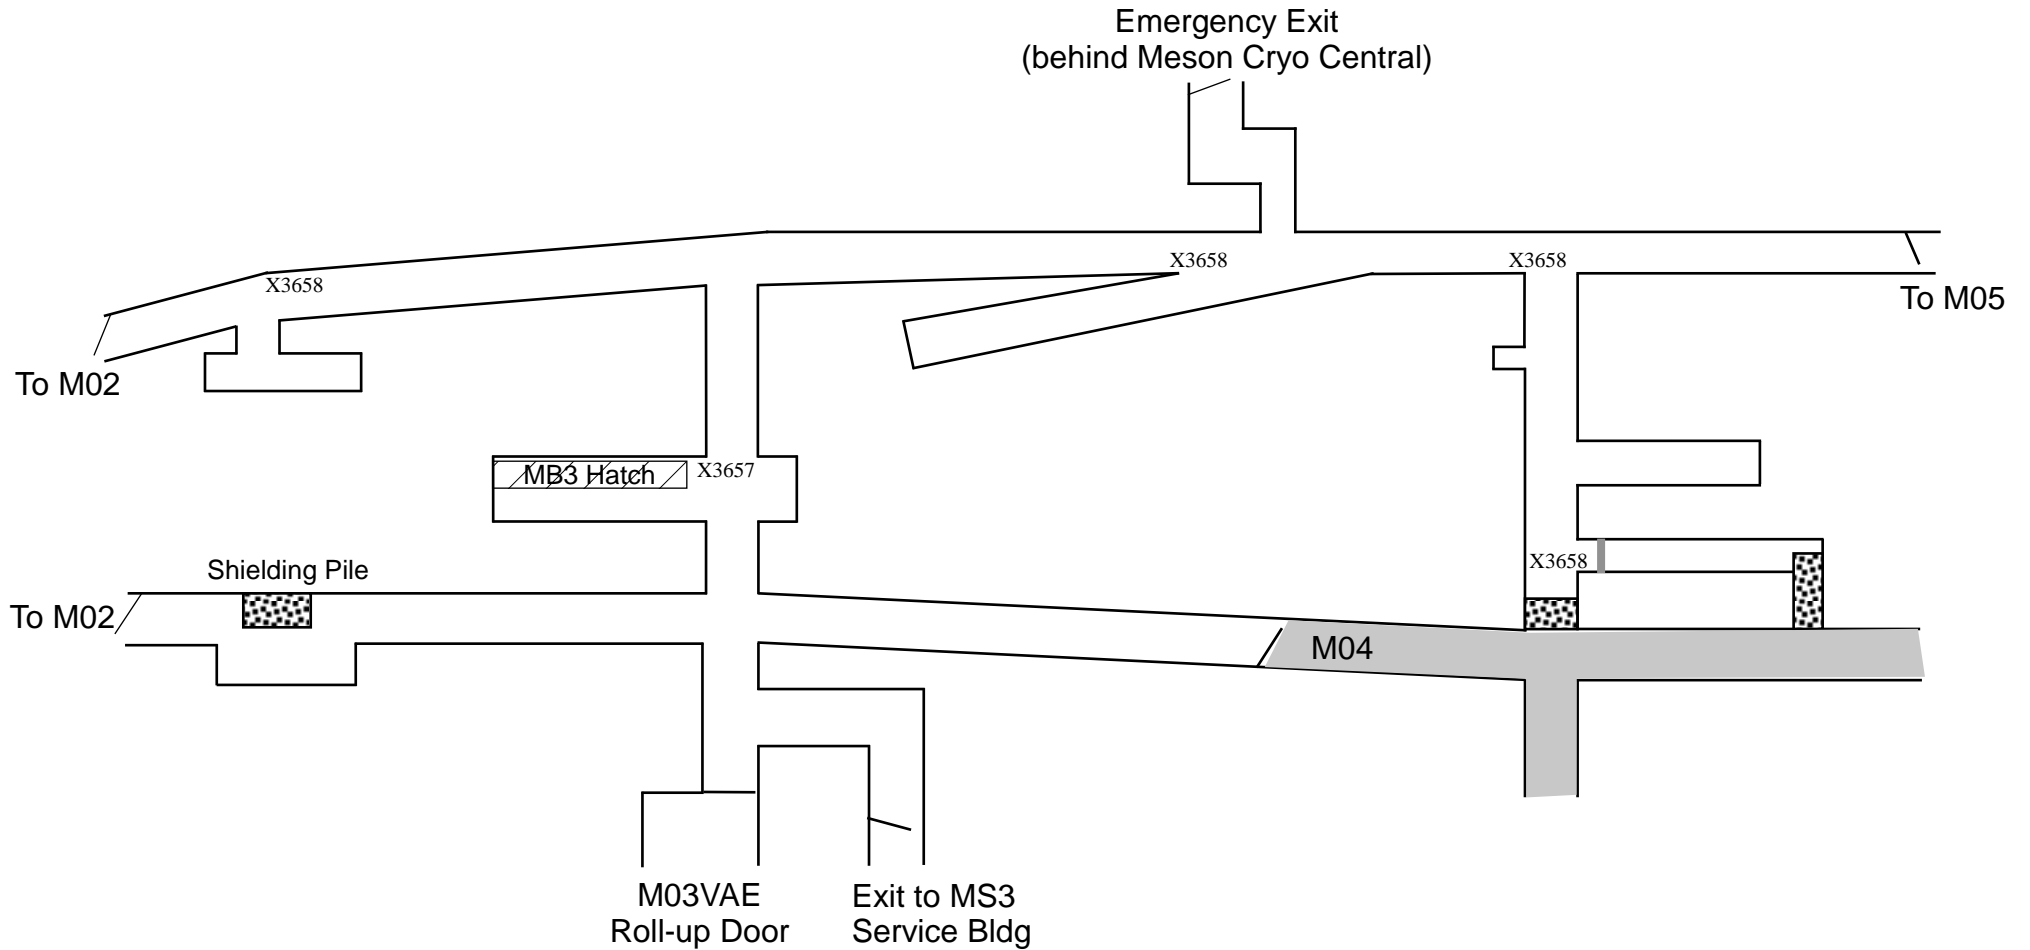 Emergency Exit
(behind Meson Cryo Central)
X3658
X3658
X3658
To M05
To M02
MB3 Hatch
X3657
Shielding Pile
X3658
To M02
M04
M03VAE
Roll-up Door
Exit to MS3
Service Bldg